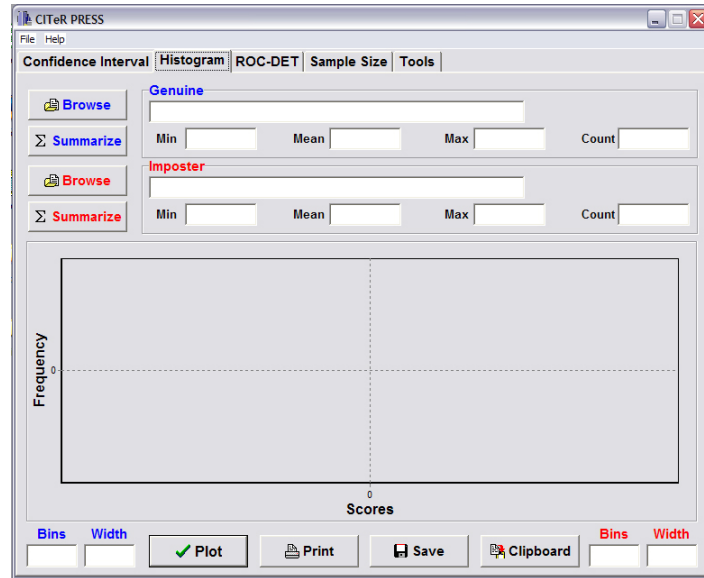 CITeR PRESS
File Help
Confidence Interval Histogram ROC-DET Sample Size Tools
Genuine
Browse
Σ Summarize
Min Mean Max Count
Imposter
Browse
Σ Summarize
Min Mean Max Count
Frequency
0
0
Scores
Bins Width
Plot Print Save Clipboard
Bins Width